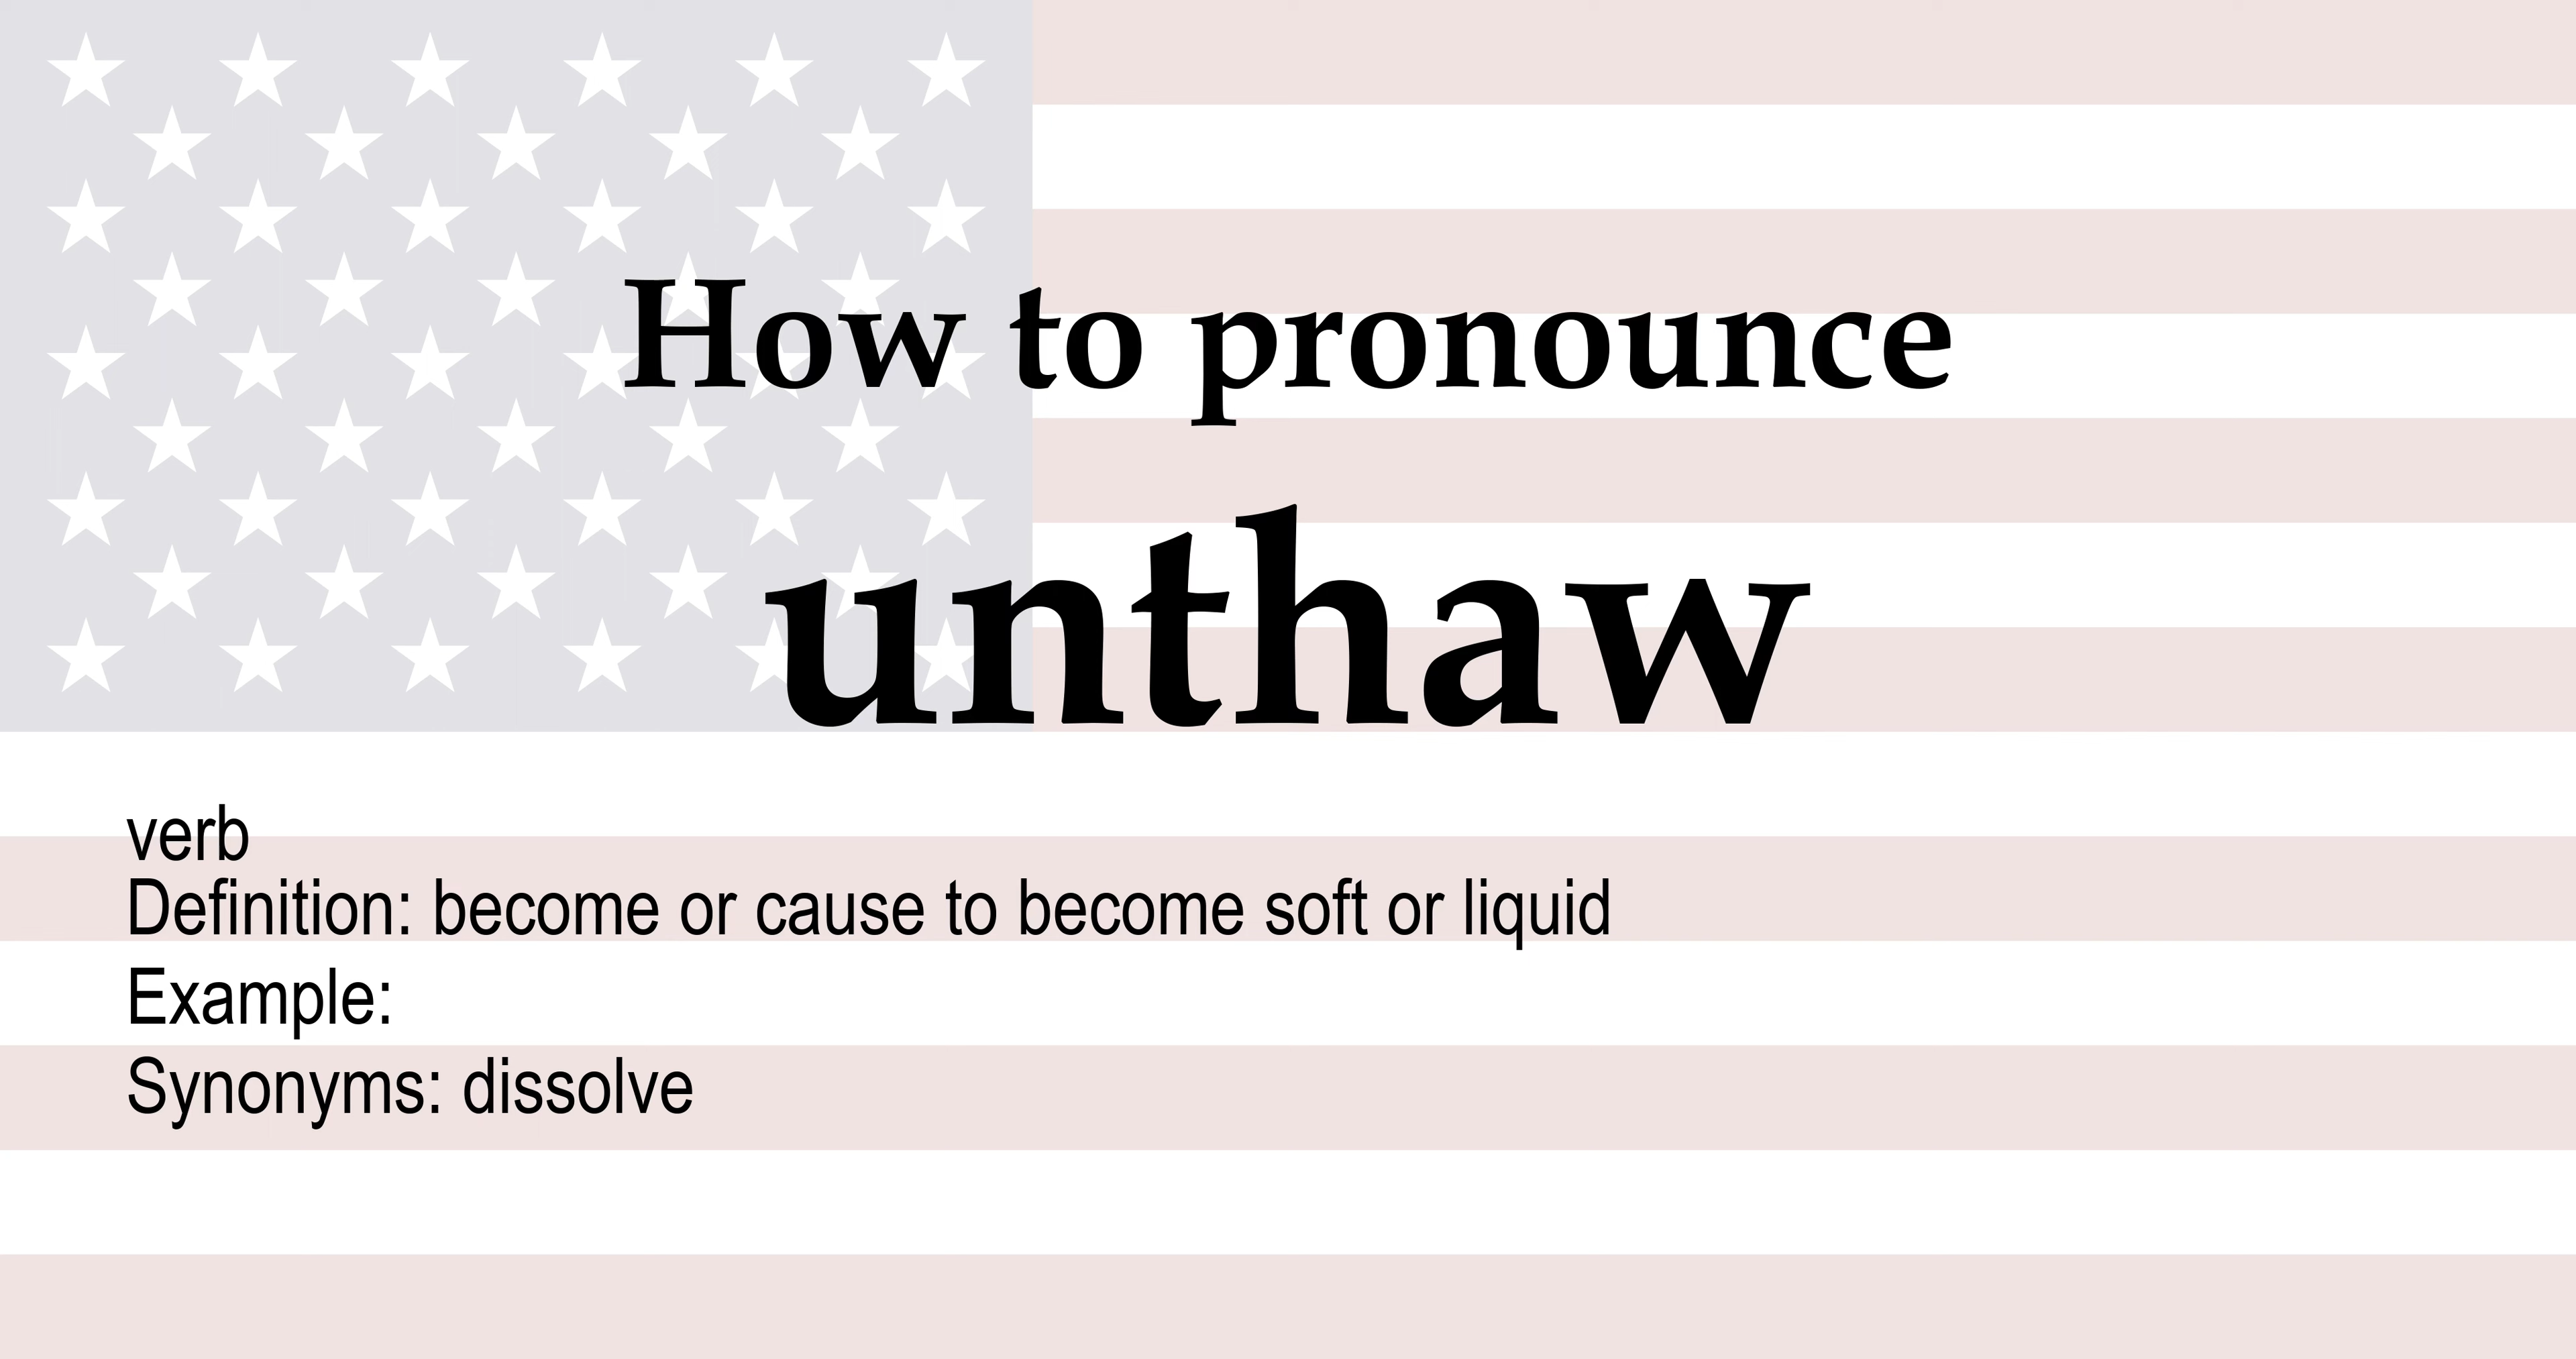 How to pronounce
unthaw
verb
Definition: become or cause to become soft or liquid
Example:
Synonyms: dissolve